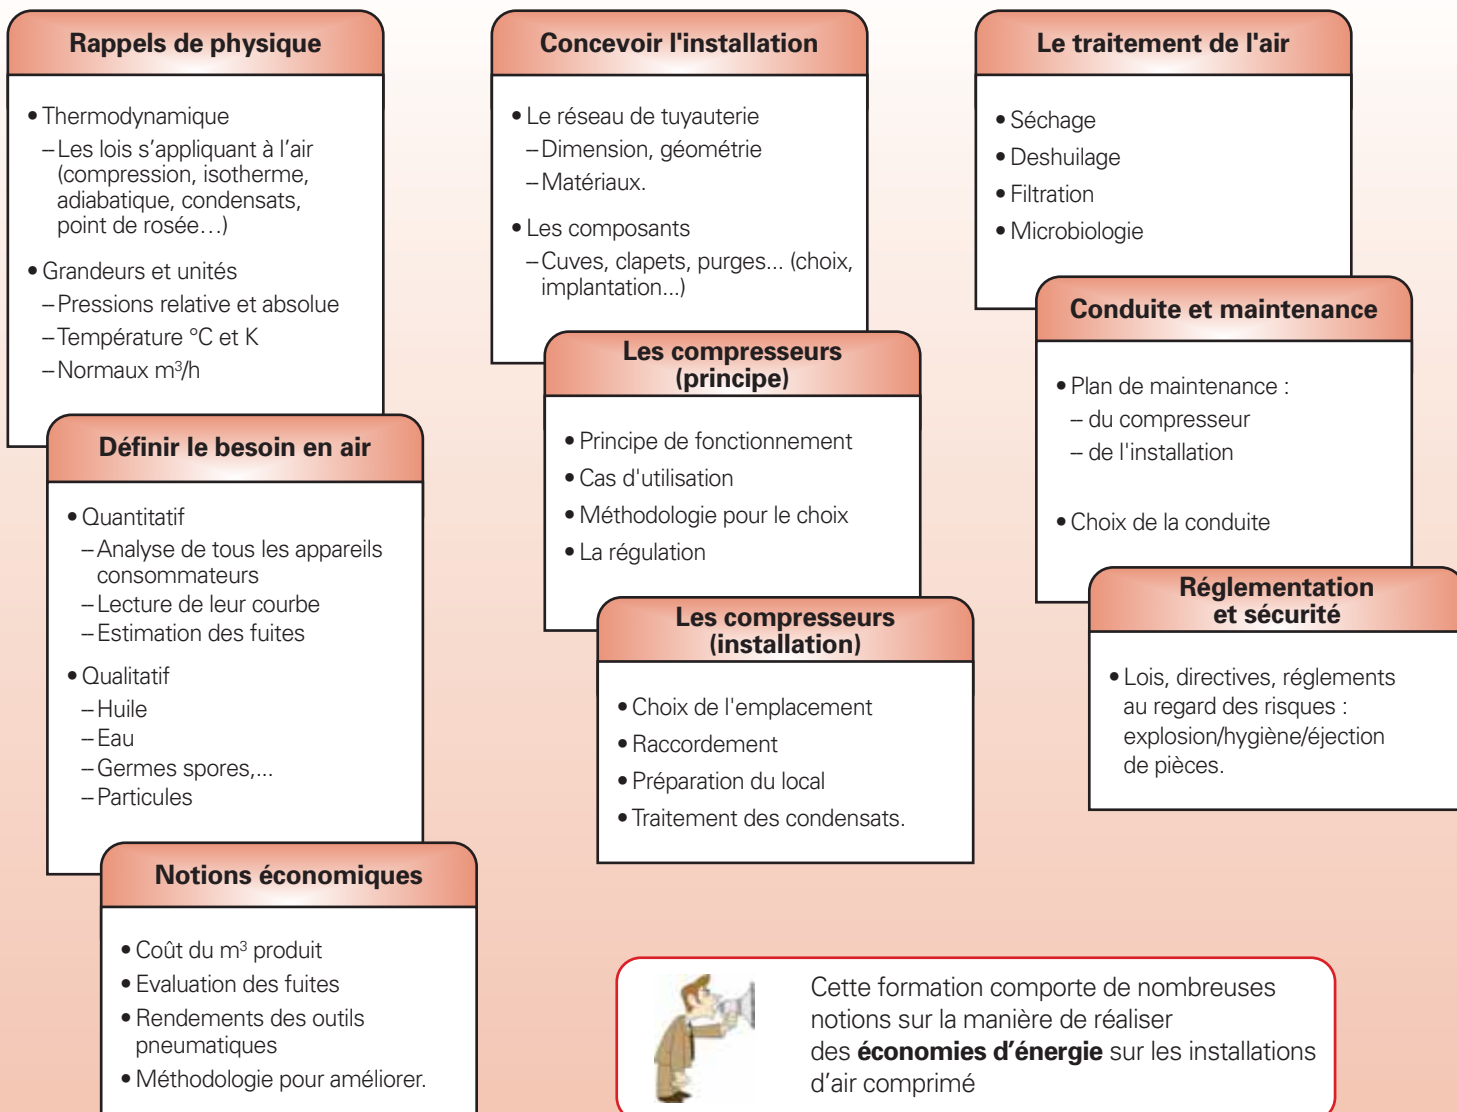 Rappels de physique
• Thermodynamique
– Les lois s’appliquant à l’air
(compression, isotherme,
adiabatique, condensats,
point de rosée…)
• Grandeurs et unités
– Pressions relative et absolue
– Température °C et K
– Normaux m³/h
Définir le besoin en air
• Quantitatif
– Analyse de tous les appareils
consommateurs
– Lecture de leur courbe
– Estimation des fuites
• Qualitatif
– Huile
– Eau
– Germes spores,...
– Particules
Notions économiques
• Coût du m³ produit
• Evaluation des fuites
• Rendements des outils
pneumatiques
• Méthodologie pour améliorer.
Concevoir l'installation
• Le réseau de tuyauterie
– Dimension, géométrie
– Matériaux.
• Les composants
– Cuves, clapets, purges... (choix,
implantation...)
Les compresseurs
(principe)
• Principe de fonctionnement
• Cas d'utilisation
• Méthodologie pour le choix
• La régulation
Les compresseurs
(installation)
• Choix de l'emplacement
• Raccordement
• Préparation du local
• Traitement des condensats.
Le traitement de l'air
• Séchage
• Deshuilage
• Filtration
• Microbiologie
Conduite et maintenance
• Plan de maintenance :
– du compresseur
– de l'installation
• Choix de la conduite
Réglementation
et sécurité
• Lois, directives, réglements
au regard des risques :
explosion/hygiène/éjection
de pièces.
Cette formation comporte de nombreuses
notions sur la manière de réaliser
des économies d’énergie sur les installations
d’air comprimé